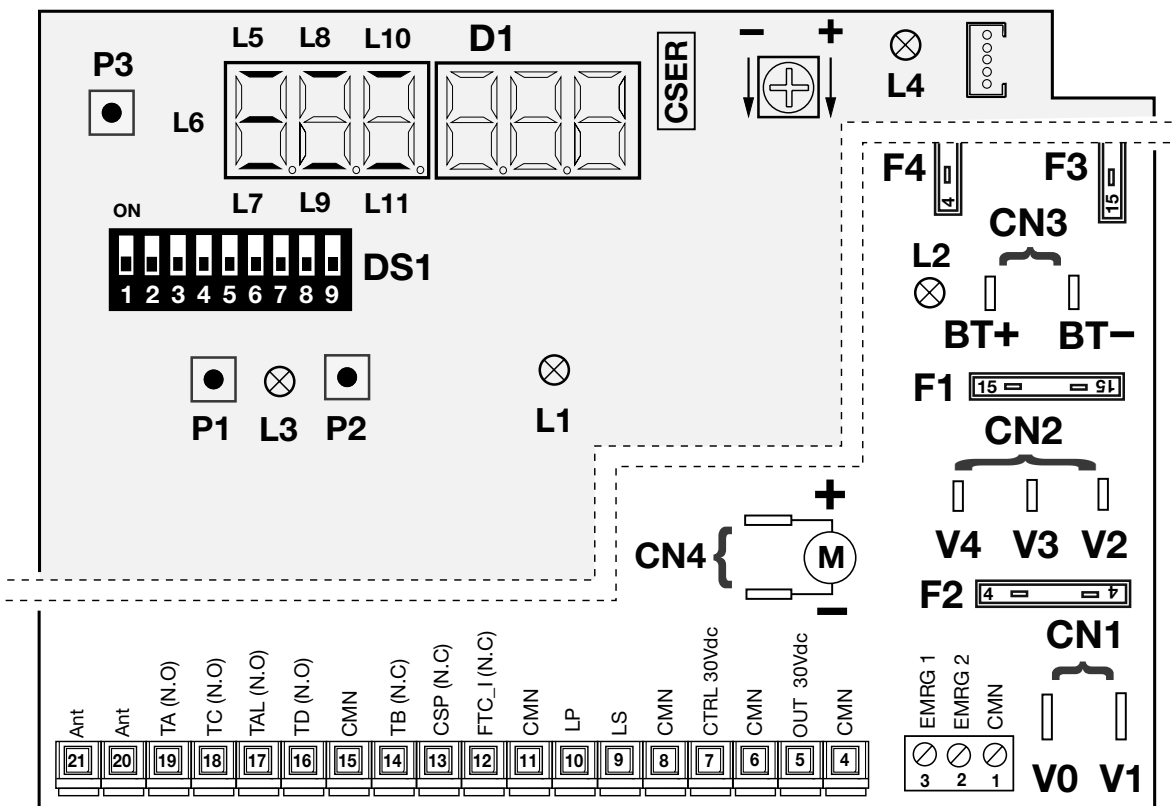 L5 L8 L10 D1 CSER - +
P3 L4
L6
L7 L9 L11
ON
1 2 3 4 5 6 7 8 9 DS1
F4 4 F3 15
CN3
L2
BT+ BT-
P1 L3 P2 L1
F1 15 15
CN2
V4 V3 V2
CN4 + M -
F2 4 4
CN1
V0 V1
Ant Ant TA (N.O) TC (N.O) TAL (N.O) TD (N.O) CMN TB (N.C) CSP (N.C) FTC_I (N.C) CMN LP LS CMN CTRL 30Vdc CMN OUT 30Vdc CMN
21 20 19 18 17 16 15 14 13 12 11 10 9 8 7 6 5 4
EMRG 1 EMRG 2 CMN
3 2 1